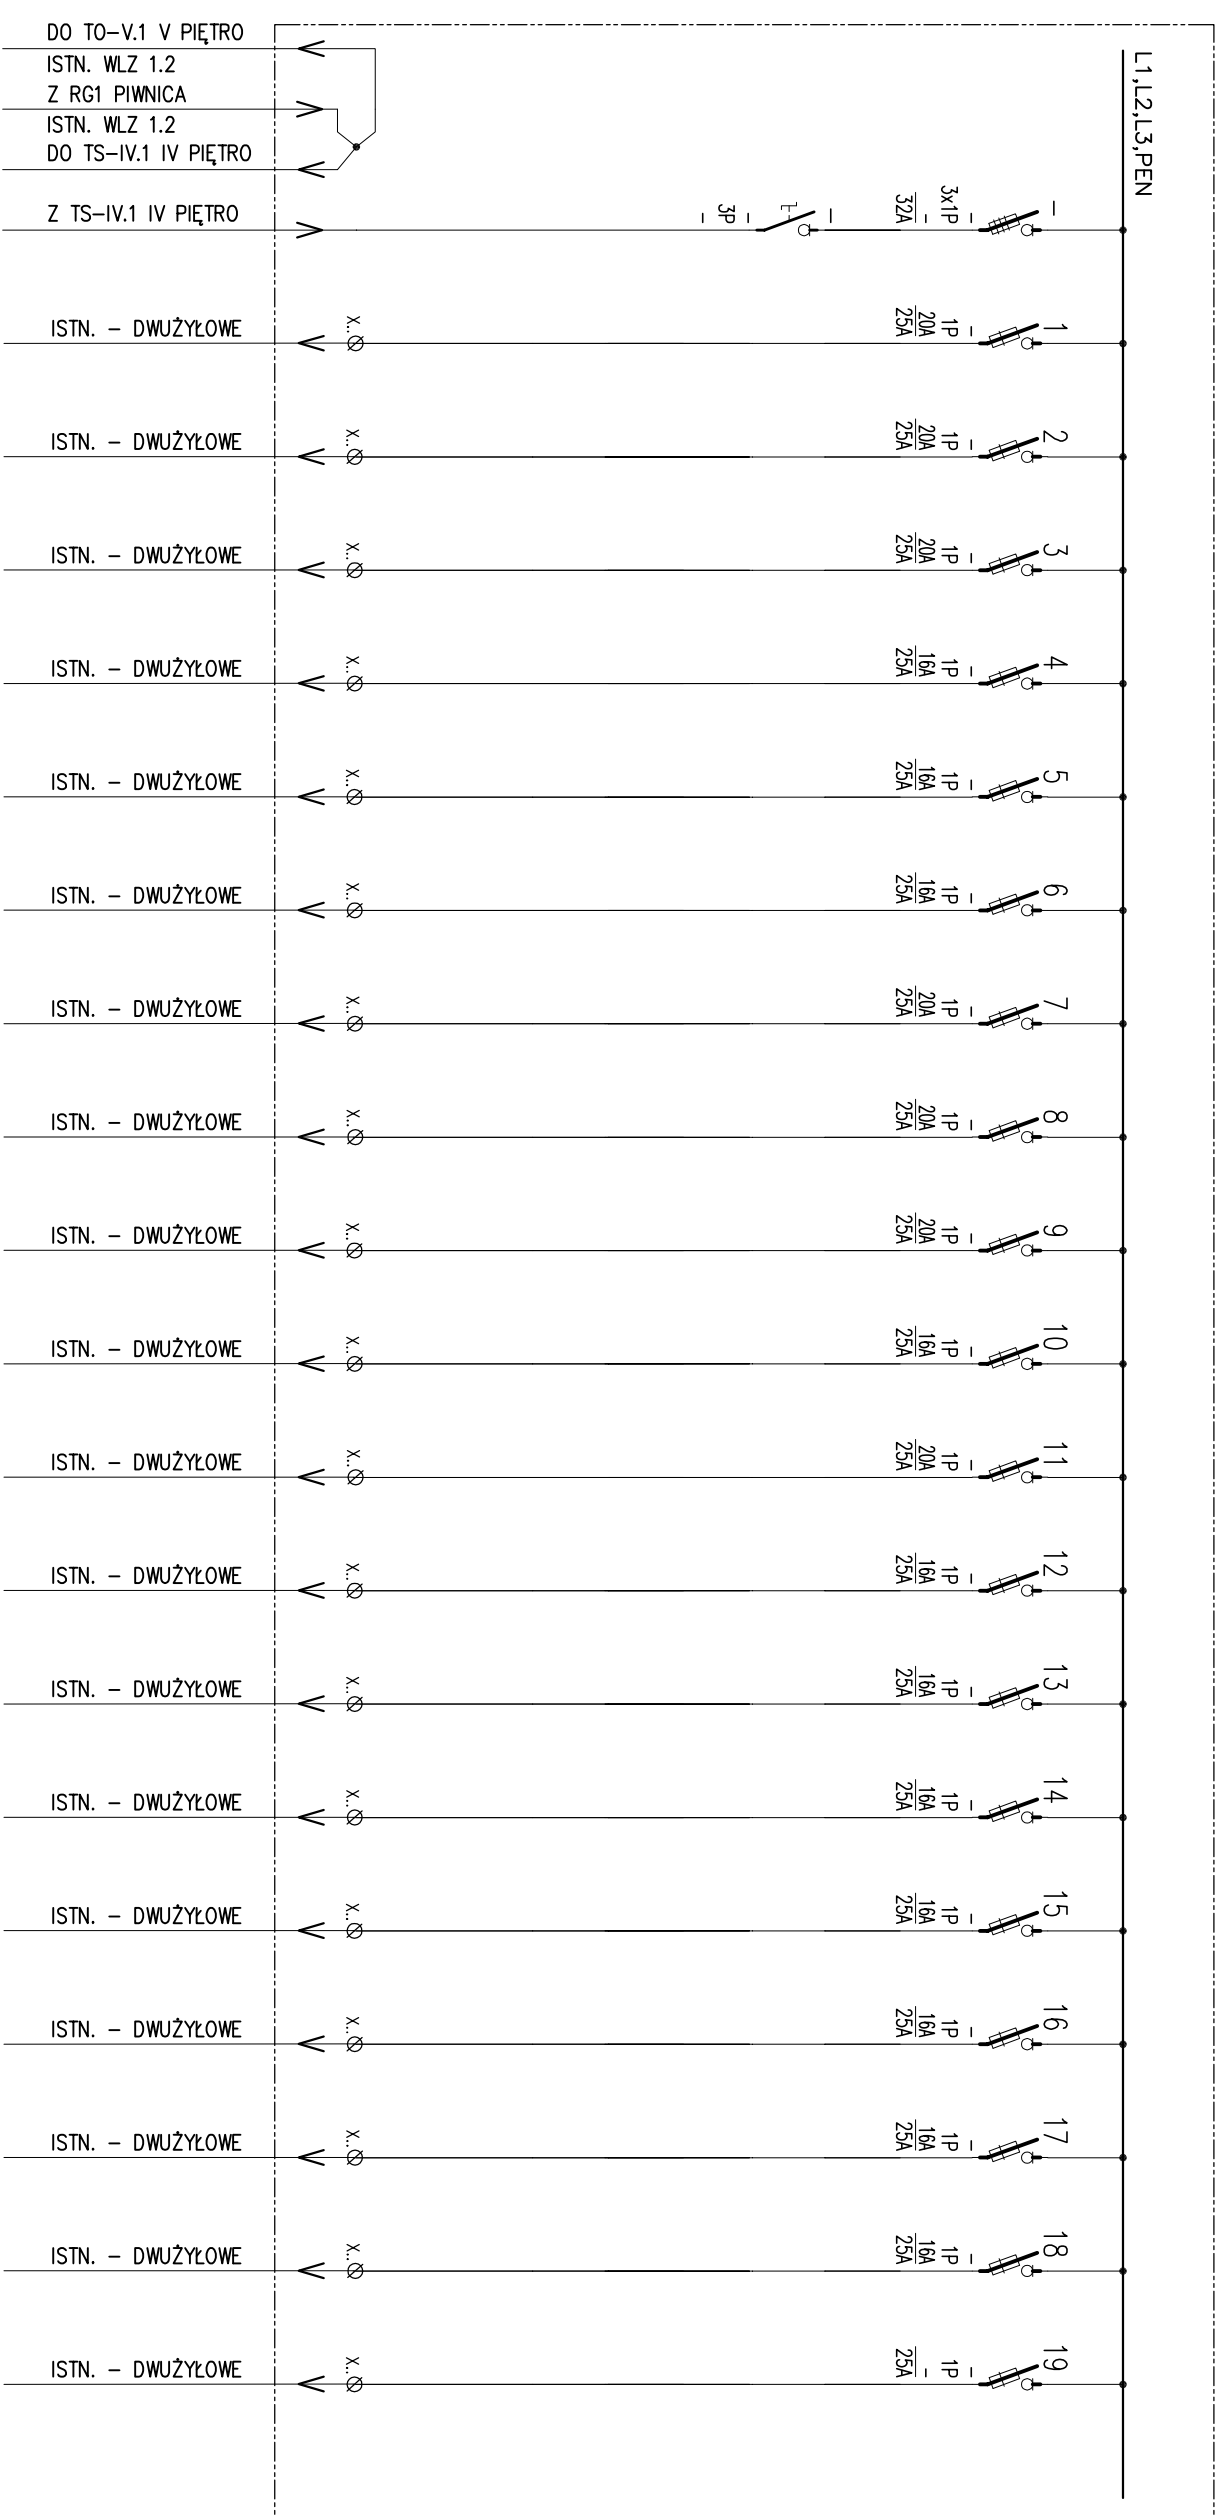 L1,L2,L3,PEN
DO TO-V.1 V PIĘTRO
ISTN. WLZ 1.2
Z RG1 PIWNICA
ISTN. WLZ 1.2
DO TS-IV.1 IV PIĘTRO
Z TS-IV.1 IV PIĘTRO
- 3P -
-
32A - 3x1P -
ISTN. - DWUŻYŁOWE
X...
25A 20A 1P -
1
ISTN. - DWUŻYŁOWE
X...
25A 20A 1P -
2
ISTN. - DWUŻYŁOWE
X...
25A 20A 1P -
3
ISTN. - DWUŻYŁOWE
X...
25A 16A 1P -
4
ISTN. - DWUŻYŁOWE
X...
25A 16A 1P -
5
ISTN. - DWUŻYŁOWE
X...
25A 16A 1P -
6
ISTN. - DWUŻYŁOWE
X...
25A 20A 1P -
7
ISTN. - DWUŻYŁOWE
X...
25A 20A 1P -
8
ISTN. - DWUŻYŁOWE
X...
25A 20A 1P -
9
ISTN. - DWUŻYŁOWE
X...
25A 16A 1P -
10
ISTN. - DWUŻYŁOWE
X...
25A 20A 1P -
11
ISTN. - DWUŻYŁOWE
X...
25A 16A 1P -
12
ISTN. - DWUŻYŁOWE
X...
25A 16A 1P -
13
ISTN. - DWUŻYŁOWE
X...
25A 16A 1P -
14
ISTN. - DWUŻYŁOWE
X...
25A 16A 1P -
15
ISTN. - DWUŻYŁOWE
X...
25A 16A 1P -
16
ISTN. - DWUŻYŁOWE
X...
25A 16A 1P -
17
ISTN. - DWUŻYŁOWE
X...
25A 16A 1P -
18
ISTN. - DWUŻYŁOWE
X...
25A - 1P -
19